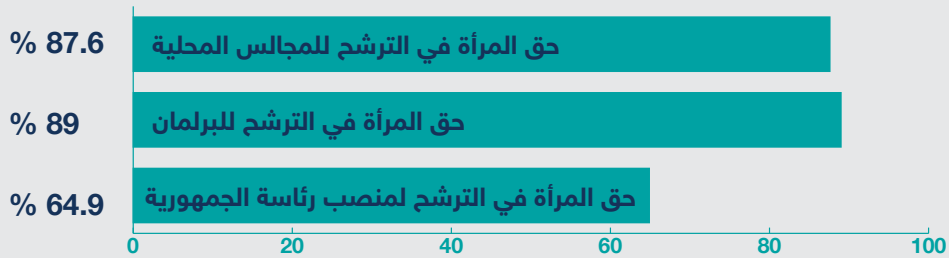 % 87.6
حق المرأة في الترشح للمجالس المحلية
% 89
حق المرأة في الترشح للبرلمان
% 64.9
حق المرأة في الترشح لمنصب رئاسة الجمهورية
0 20 40 60 80 100